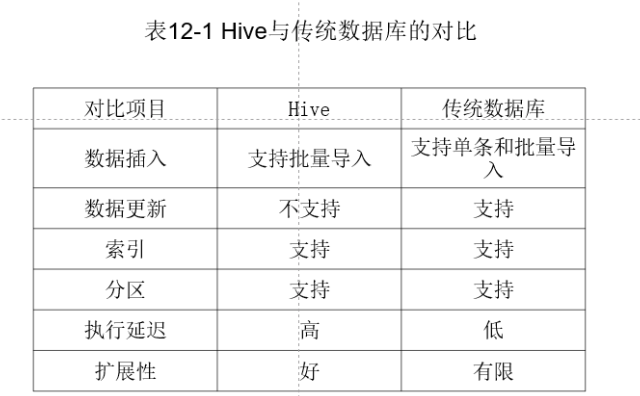 表12-1 Hive与传统数据库的对比
对比项目 Hive 传统数据库
数据插入 支持批量导入 支持单条和批量导
入
数据更新 不支持 支持
索引 支持 支持
分区 支持 支持
执行延迟 高 低
扩展性 好 有限